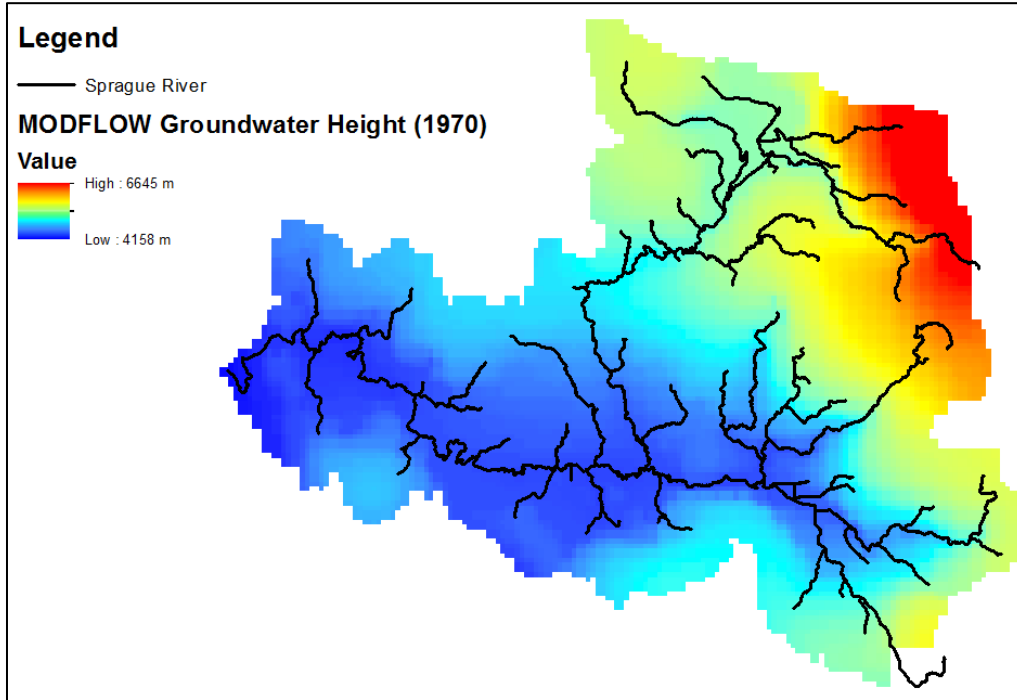 Legend
Sprague River
MODFLOW Groundwater Height (1970)
Value
High : 6645 m
Low : 4158 m